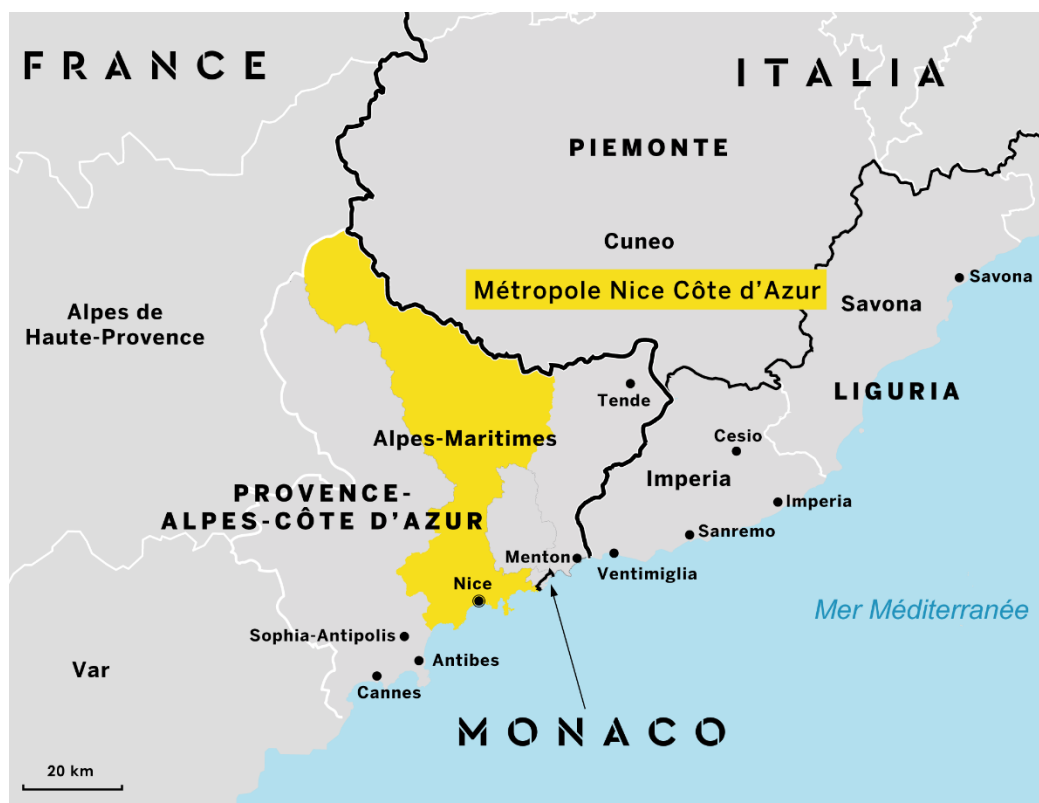 FRANCE
ITALIA
PIEMONTE
Cuneo
Métropole Nice Côte d'Azur
Savona
Savona
Alpes de
Haute-Provence
LIGURIA
Tende
Alpes-Maritimes
Cesio
Imperia
PROVENCE-
ALPES-CÔTE D'AZUR
Imperia
Sanremo
Menton
Ventimiglia
Nice
Mer Méditerranée
Sophia-Antipolis
Antibes
Var
Cannes
MONACO
20 km